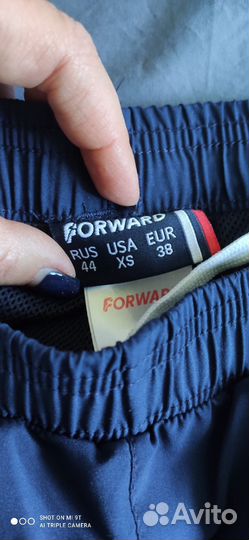 FORWARD
RUS USA EUR
44 XS 38
FORWARD
SHOT ON MI 9T
AI TRIPLE CAMERA
Avito